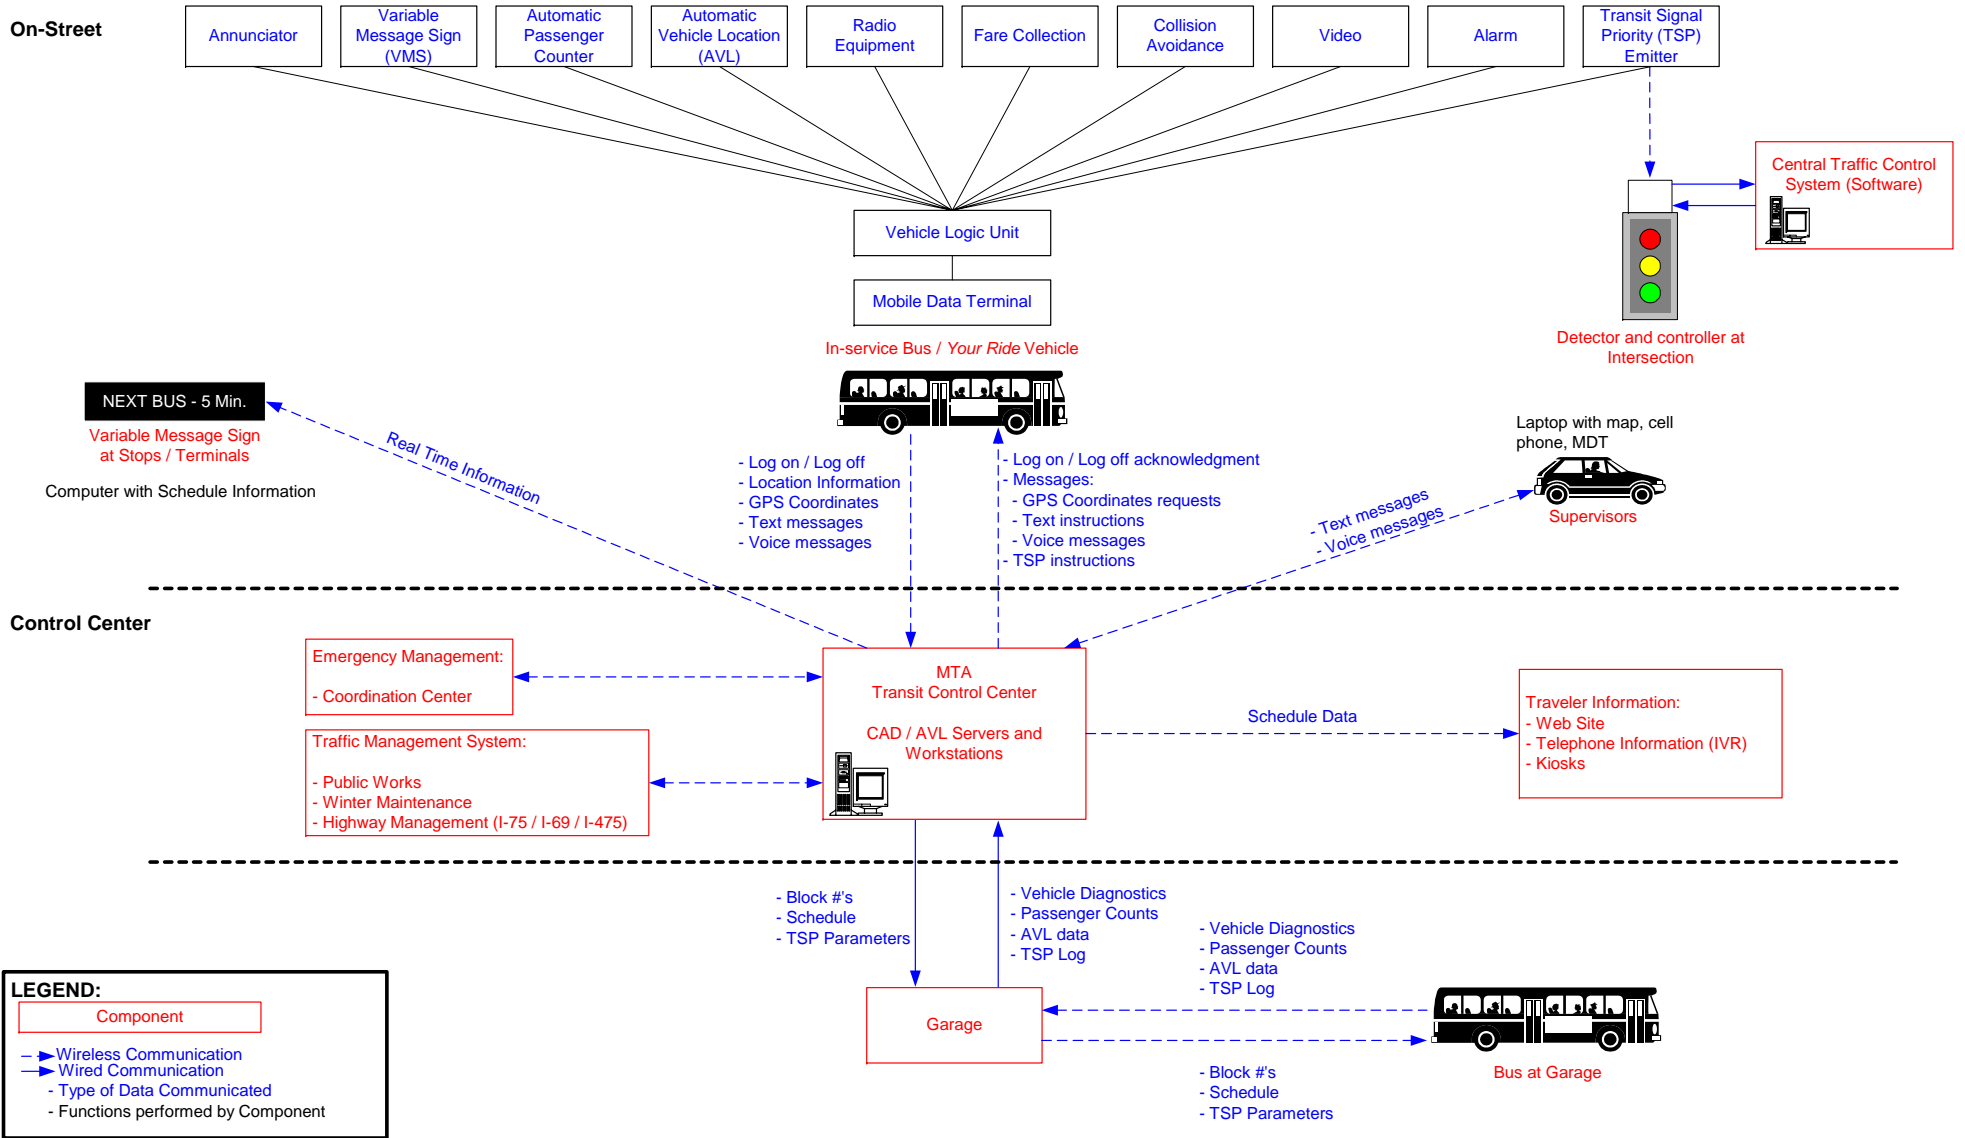 On-Street
Annunciator
Variable
Message Sign
(VMS)
Automatic
Passenger
Counter
Automatic
Vehicle Location
(AVL)
Radio
Equipment
Fare Collection
Collision
Avoidance
Video
Alarm
Transit Signal
Priority (TSP)
Emitter
Central Traffic Control
System (Software)
Vehicle Logic Unit
Mobile Data Terminal
In-service Bus / Your Ride Vehicle
Detector and controller at
Intersection
NEXT BUS - 5 Min.
Variable Message Sign
at Stops / Terminals
Computer with Schedule Information
Real Time Information
- Log on / Log off
- Location Information
- GPS Coordinates
- Text messages
- Voice messages
- Log on / Log off acknowledgment
- Messages:
- GPS Coordinates requests
- Text instructions
- Voice messages
- TSP instructions
Laptop with map, cell
phone, MDT
Supervisors
- Text messages
- Voice messages
Control Center
Emergency Management:
- Coordination Center
Traffic Management System:
- Public Works
- Winter Maintenance
- Highway Management (I-75 / I-69 / I-475)
MTA
Transit Control Center
CAD / AVL Servers and
Workstations
Schedule Data
Traveler Information:
- Web Site
- Telephone Information (IVR)
- Kiosks
- Block #'s
- Schedule
- TSP Parameters
- Vehicle Diagnostics
- Passenger Counts
- AVL data
- TSP Log
- Vehicle Diagnostics
- Passenger Counts
- AVL data
- TSP Log
Garage
- Block #'s
- Schedule
- TSP Parameters
Bus at Garage
LEGEND:
Component
Wireless Communication
Wired Communication
- Type of Data Communicated
- Functions performed by Component